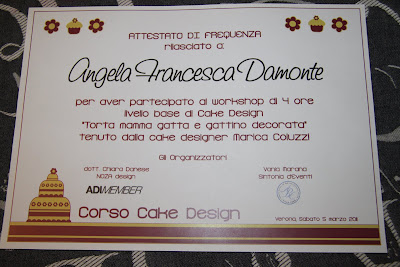 ATTESTATO DI FREQUENZA
rilasciato a:
Angela Francesca Damonte
per aver partecipato al workshop di 4 ore
livello base di Cake Design
"Torta mamma gatta e gattino decorata"
tenuto dalla cake designer Marica Coluzzi
Gli Organizzatori
dott. Chiara Danese
NOZR design
Vania Marano
Sintonia d'Eventi
ADIMEMBER
Corso Cake Design
Verona, Sabato 5 marzo 2011